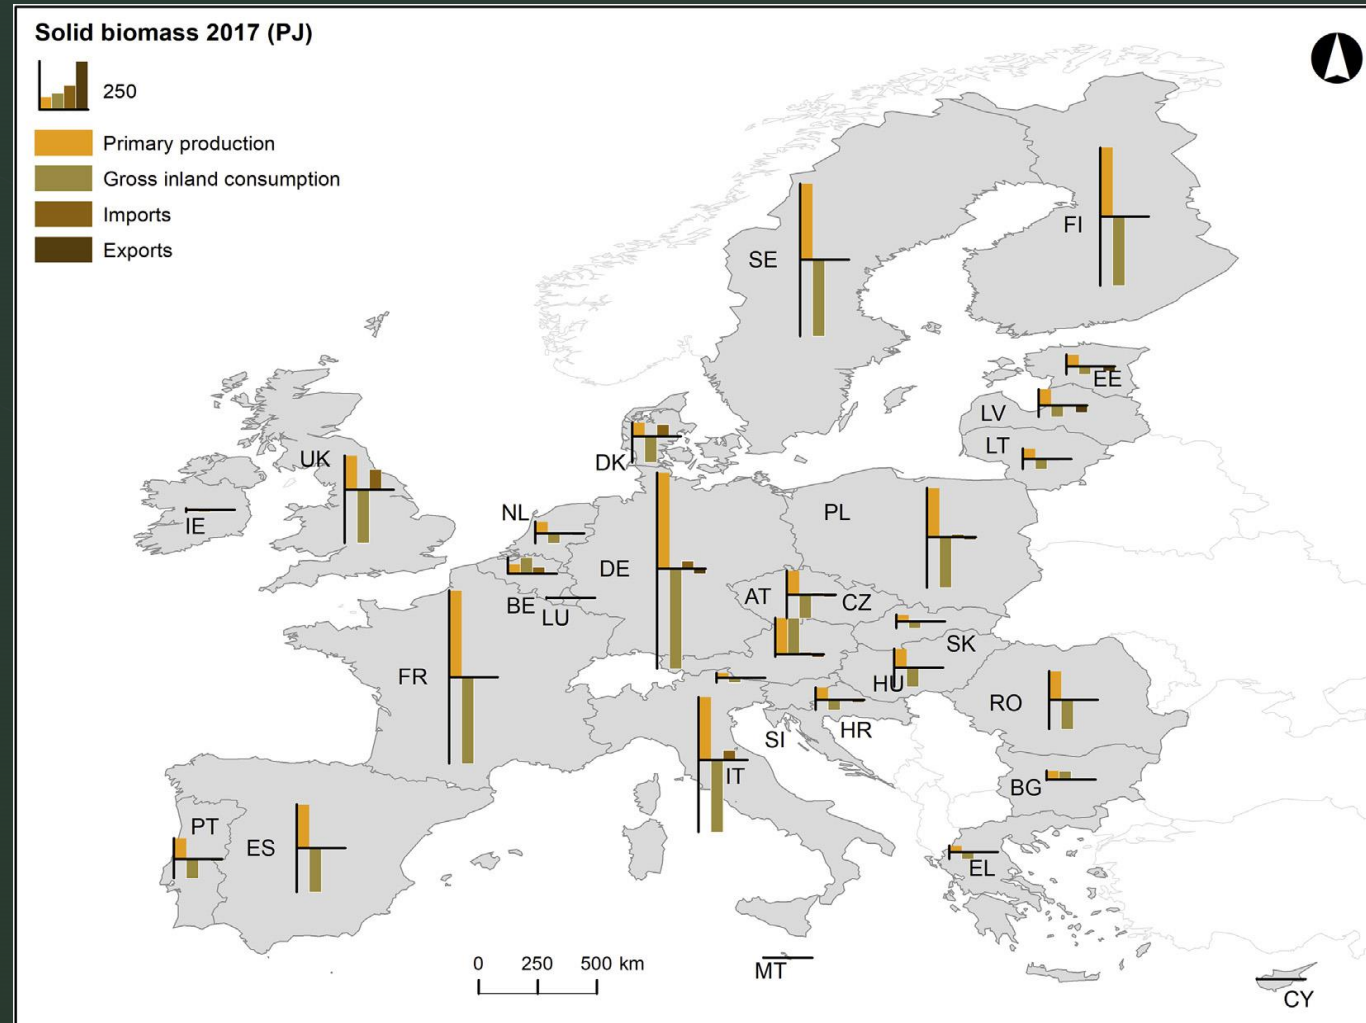 Solid biomass 2017 (PJ)
250
Primary production
Gross inland consumption
Imports
Exports
FI
SE
EE
LV
LT
DK
UK
IE
NL
PL
DE
BE
LU
AT
CZ
SK
FR
HU
RO
SI
HR
IT
BG
PT
ES
EL
MT
CY
0 250 500 km